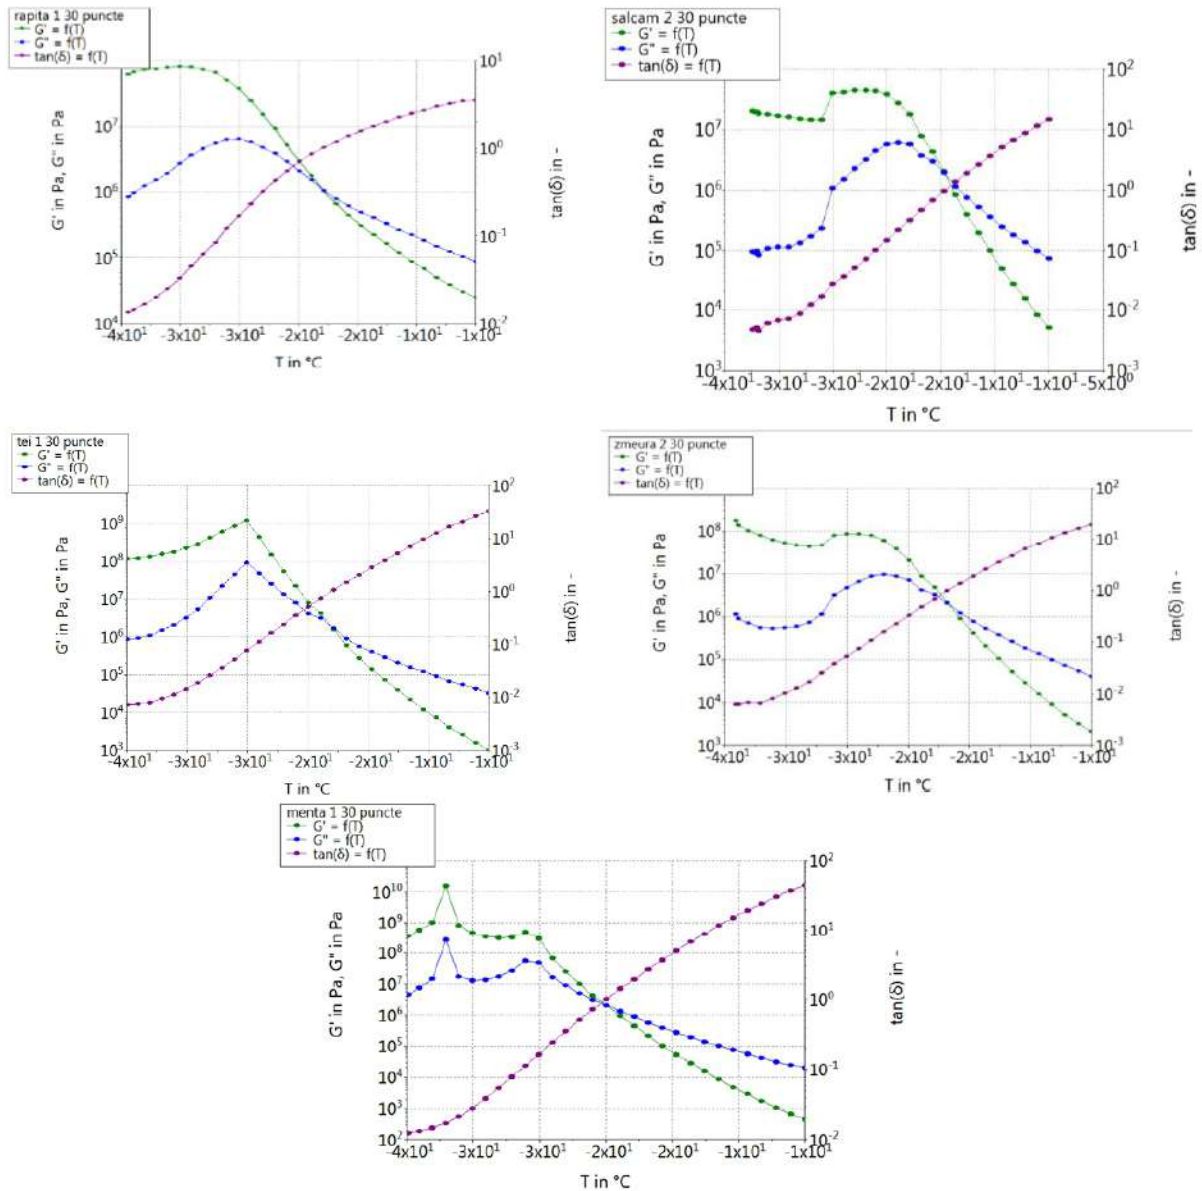 rapita 1 30 puncte
G' = f(T)
G" = f(T)
tan(δ) = f(T)
10⁷
10⁶
10⁵
10⁴
G' in Pa, G" in Pa
10¹
10⁰
10⁻¹
10⁻²
tan(δ) in -
-4x10¹ -3x10¹ -3x10¹ -2x10¹ -2x10¹ -1x10¹ -1x10¹
T in °C
salcam 2 30 puncte
G' = f(T)
G" = f(T)
tan(δ) = f(T)
10⁷
10⁶
10⁵
10⁴
10³
G' in Pa, G" in Pa
10²
10¹
10⁰
10⁻¹
10⁻²
10⁻³
tan(δ) in -
-4x10¹ -3x10¹ -3x10¹ -2x10¹ -2x10¹ -1x10¹ -1x10¹ -5x10⁰
T in °C
tei 1 30 puncte
G' = f(T)
G" = f(T)
tan(δ) = f(T)
10⁹
10⁸
10⁷
10⁶
10⁵
10⁴
10³
G' in Pa, G" in Pa
10²
10¹
10⁰
10⁻¹
10⁻²
10⁻³
tan(δ) in -
-4x10¹ -3x10¹ -3x10¹ -2x10¹ -2x10¹ -1x10¹ -1x10¹
T in °C
zmeura 2 30 puncte
G' = f(T)
G" = f(T)
tan(δ) = f(T)
10⁸
10⁷
10⁶
10⁵
10⁴
10³
G' in Pa, G" in Pa
10²
10¹
10⁰
10⁻¹
10⁻²
10⁻³
tan(δ) in -
-4x10¹ -3x10¹ -3x10¹ -2x10¹ -2x10¹ -1x10¹ -1x10¹
T in °C
menta 1 30 puncte
G' = f(T)
G" = f(T)
tan(δ) = f(T)
10¹⁰
10⁹
10⁸
10⁷
10⁶
10⁵
10⁴
10³
10²
G' in Pa, G" in Pa
10²
10¹
10⁰
10⁻¹
10⁻²
tan(δ) in -
-4x10¹ -3x10¹ -3x10¹ -2x10¹ -2x10¹ -1x10¹ -1x10¹
T in °C